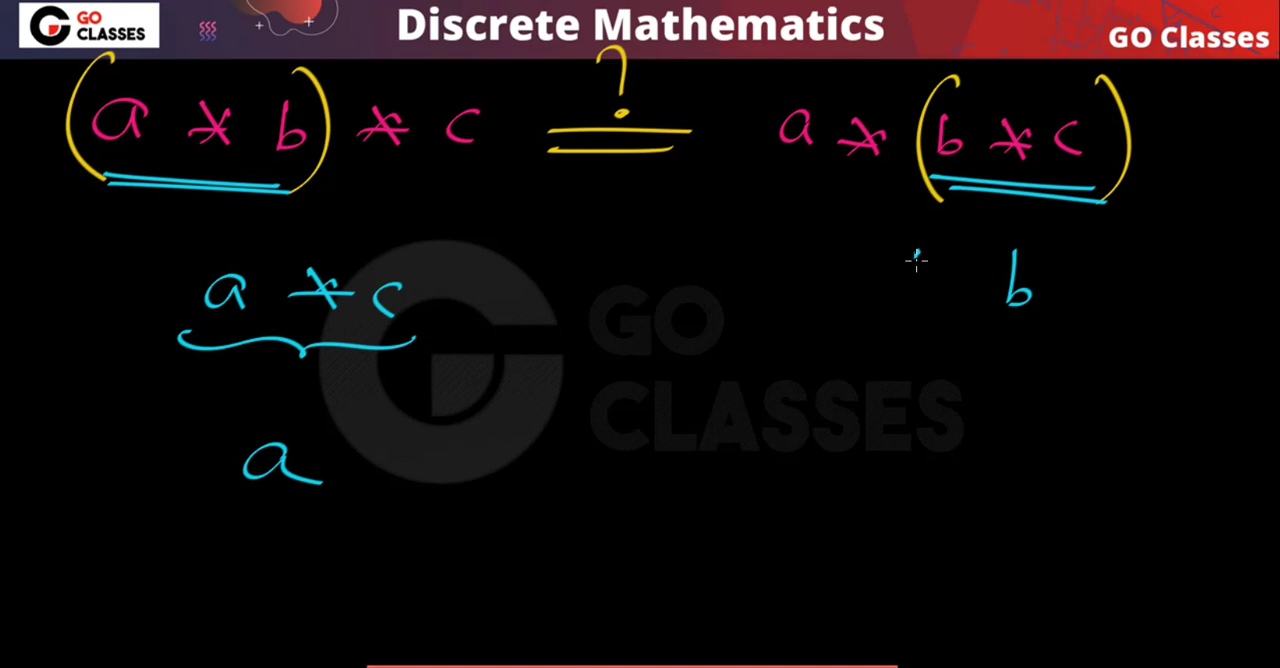 GO CLASSES
Discrete Mathematics
GO Classes
(a * b) * c ?= a * (b * c)
a * c
b
a
GO
CLASSES